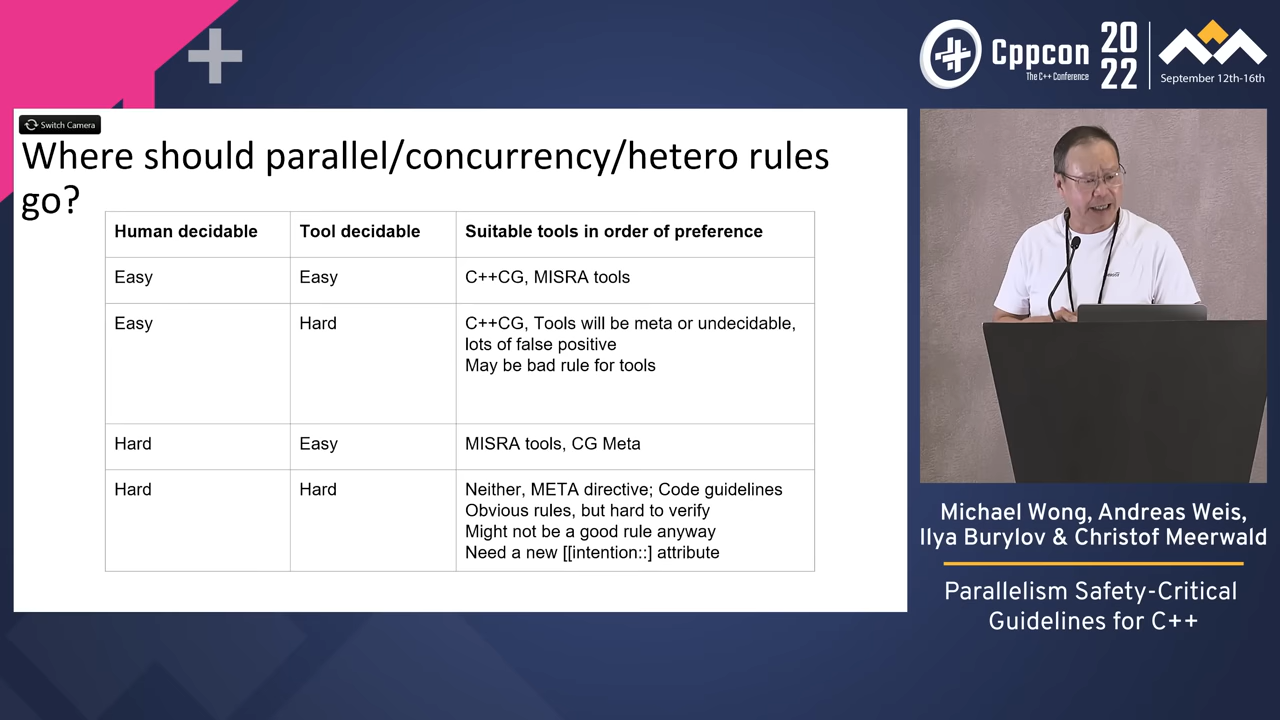 Cppcon
The C++ Conference
20
22
September 12th-16th
Switch Camera
Where should parallel/concurrency/hetero rules
go?
Human decidable Tool decidable Suitable tools in order of preference
Easy Easy C++CG, MISRA tools
Easy Hard C++CG, Tools will be meta or undecidable,
lots of false positive
May be bad rule for tools
Hard Easy MISRA tools, CG Meta
Hard Hard Neither, META directive; Code guidelines
Obvious rules, but hard to verify
Might not be a good rule anyway
Need a new [[intention::] attribute
Michael Wong, Andreas Weis,
Ilya Burylov & Christof Meerwald
Parallelism Safety-Critical
Guidelines for C++